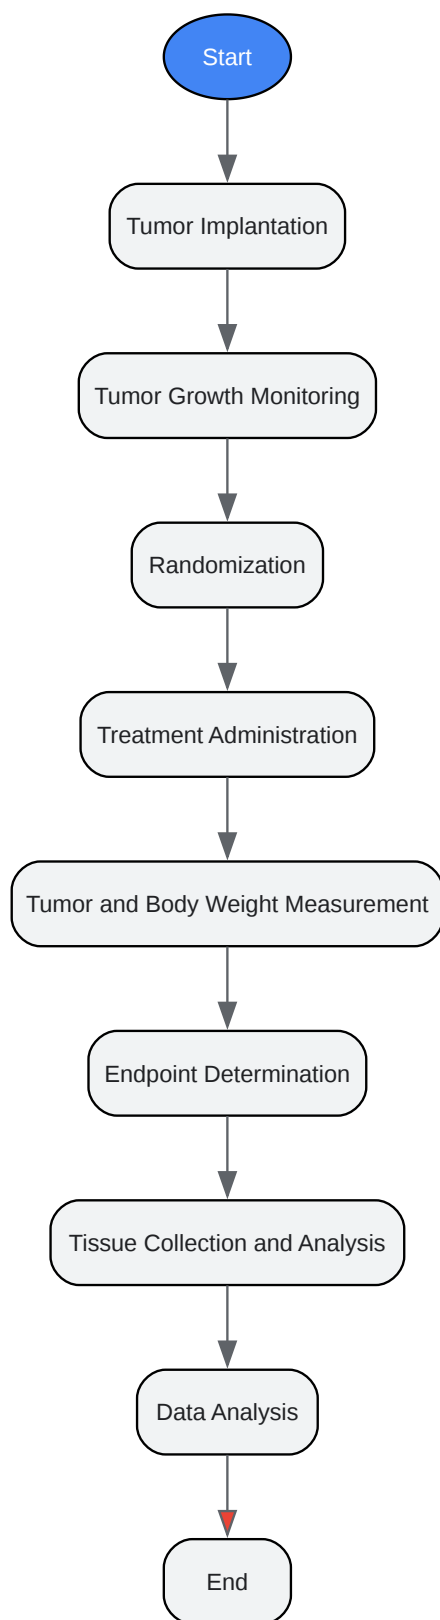 Start
Tumor Implantation
Tumor Growth Monitoring
Randomization
Treatment Administration
Tumor and Body Weight Measurement
Endpoint Determination
Tissue Collection and Analysis
Data Analysis
End